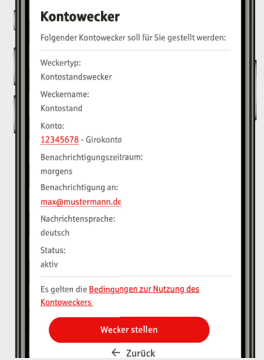 Kontowecker
Folgender Kontowecker soll für Sie gestellt werden:
Weckertyp:
Kontostandswecker
Weckername:
Kontostand
Konto:
12345678 - Girokonto
Benachrichtigungszeitraum:
morgens
Benachrichtigung an:
max@mustermann.de
Nachrichtensprache:
deutsch
Status:
aktiv
Es gelten die Bedingungen zur Nutzung des
Kontoweckers
Wecker stellen
← Zurück